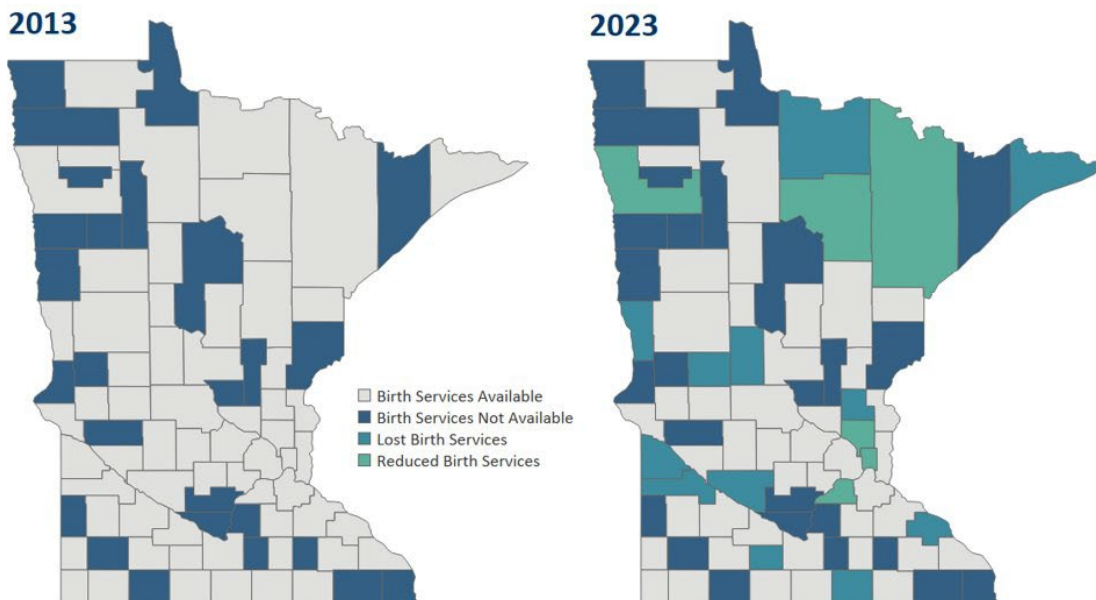 2013
2023
Birth Services Available
Birth Services Not Available
Lost Birth Services
Reduced Birth Services